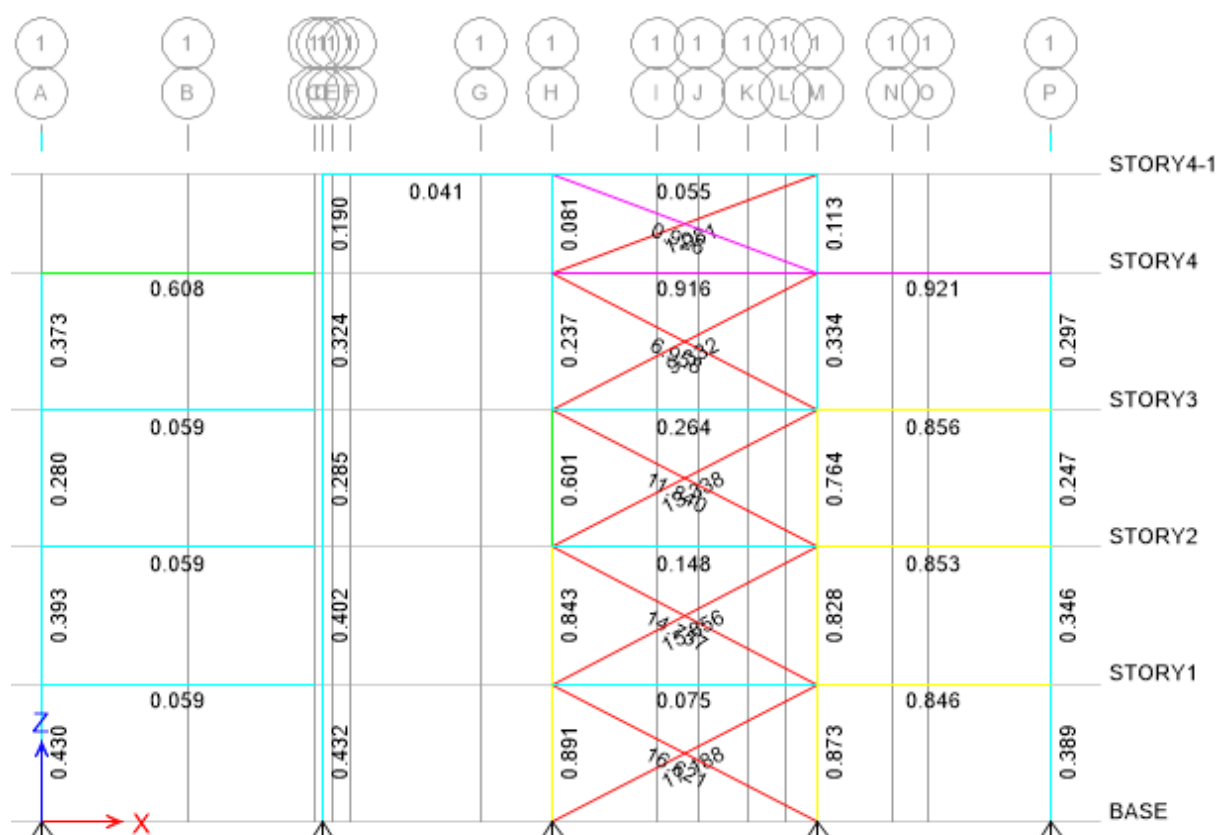 1 1 1 1 1 1 1 1 1 1 1 1 1 1
A B D E F G H I J K L M N O P
STORY4-1
0.041 0.055
0.190 0.081 0.113
STORY4
0.608 0.916 0.921
0.373 0.324 0.237 0.334 0.297
STORY3
0.059 0.264 0.856
0.280 0.285 0.601 0.764 0.247
STORY2
0.059 0.148 0.853
0.393 0.402 0.843 0.828 0.346
STORY1
0.059 0.075 0.846
Z
0.430 0.432 0.891 0.873 0.389
X
BASE